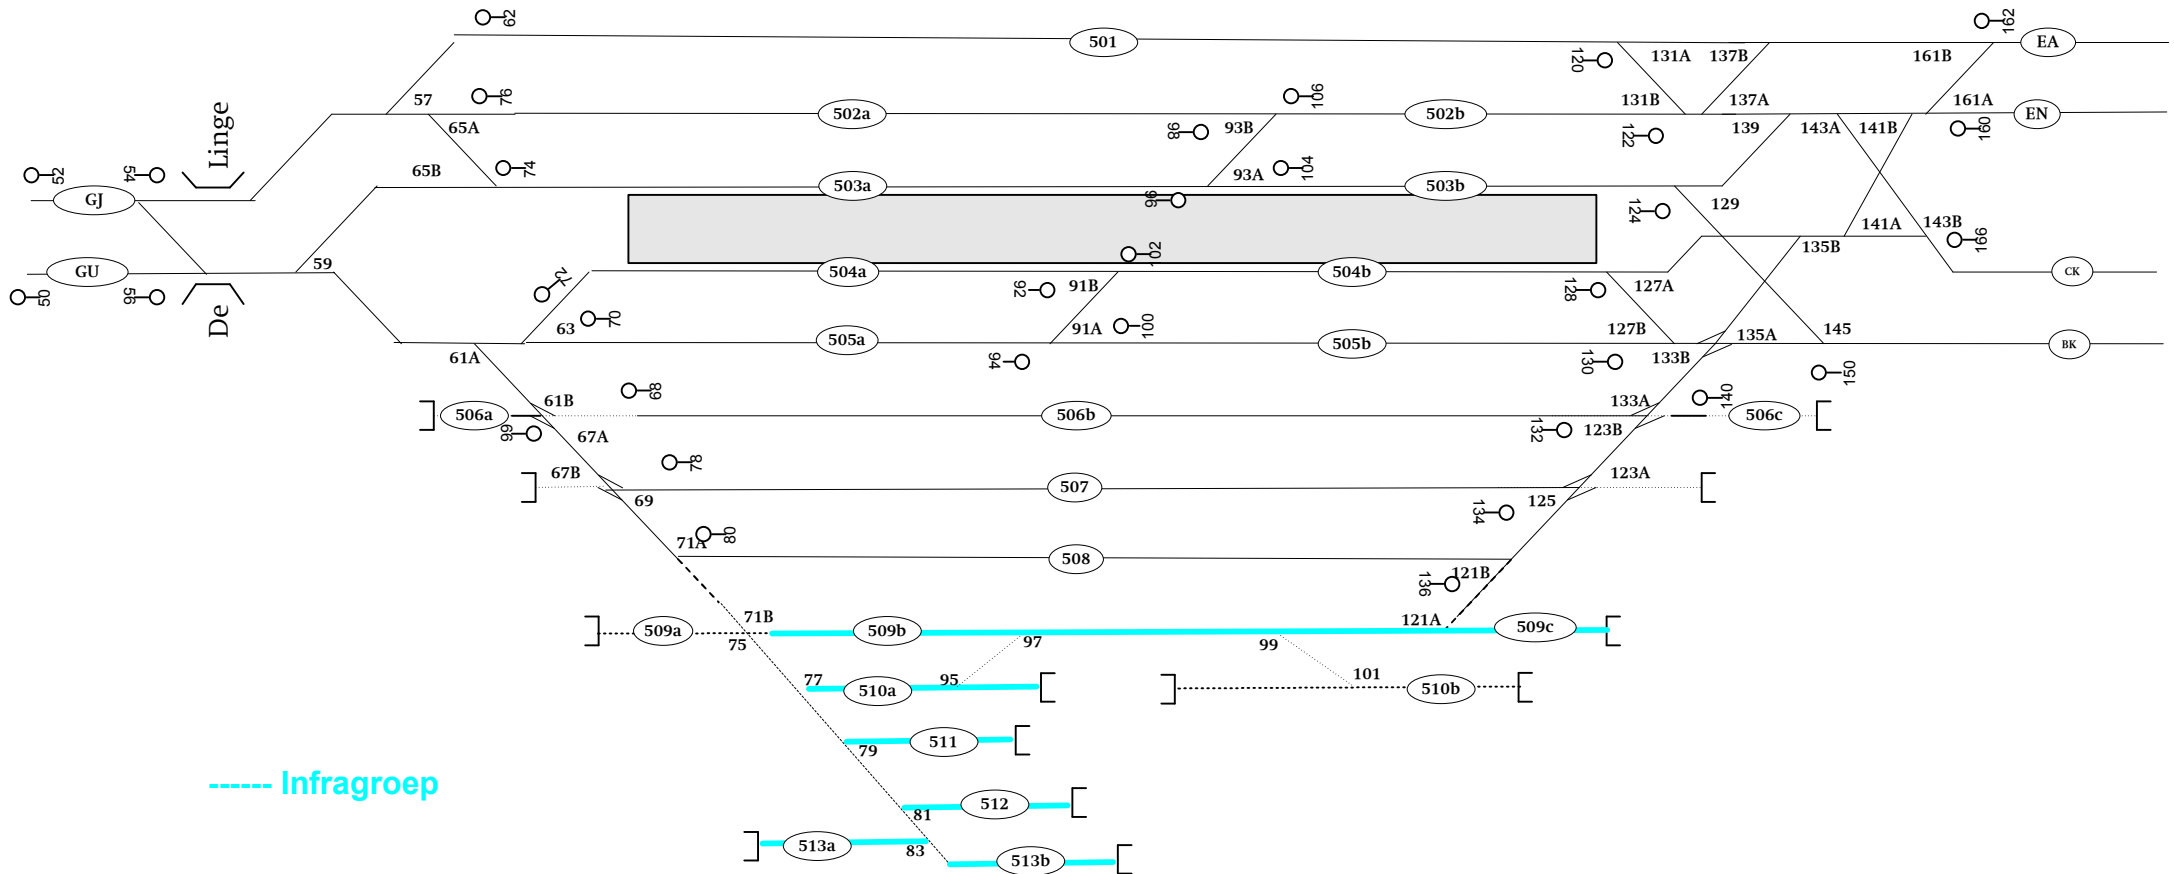 62
162
501
EA
120
131A
137B
161B
57
76
106
65A
502a
98
93B
502b
131B
137A
161A
EN
122
139
143A
141B
160
Linge
52
54
65B
74
GJ
503a
96
93A
104
503b
124
129
141A
143B
135B
166
102
59
GU
50
56
De
72
504a
92
91B
504b
128
127A
CK
70
63
505a
91A
100
94
505b
127B
130
133B
135A
145
BK
61A
150
68
61B
506a
66
67A
506b
133A
140
506c
132
123B
78
67B
69
507
123A
125
134
80
71A
508
136
121B
71B
509a
75
509b
97
99
121A
509c
77
510a
95
101
510b
79
511
------ Infragroep
81
512
513a
83
513b